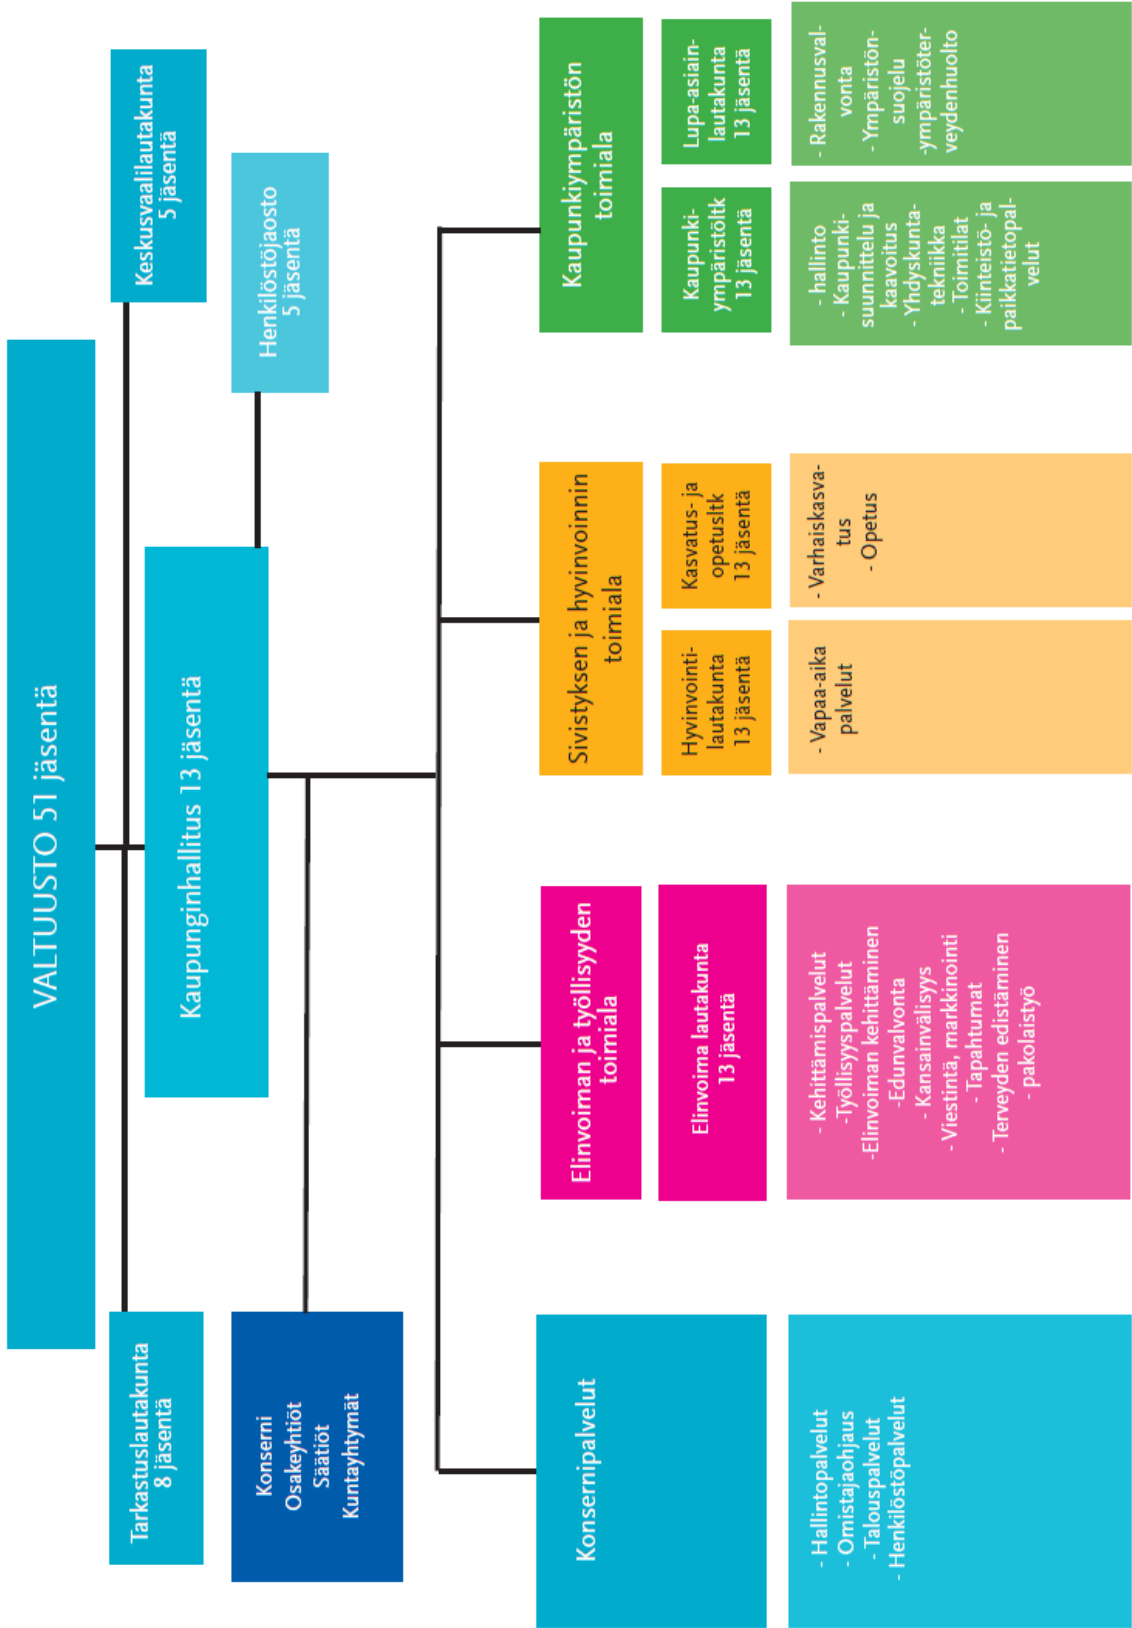 VALTUUSTO 51 jäsentä
Tarkastuslautakunta
8 jäsentä
Keskusvaalilautakunta
5 jäsentä
Kaupunginhallitus 13 jäsentä
Henkilöstöjaosto
5 jäsentä
Konserni
Osakeyhtiöt
Säätiöt
Kuntayhtymät
Konsernipalvelut
- Hallintopalvelut
- Omistajaohjaus
- Talouspalvelut
- Henkilöstöpalvelut
Elinvoiman ja työllisyyden
toimiala
Elinvoima lautakunta
13 jäsentä
- Kehittämispalvelut
-Työllisyyspalvelut
-Elinvoiman kehittäminen
-Edunvalvonta
- Kansainvälisyys
- Viestintä, markkinointi
- Tapahtumat
- Terveyden edistäminen
- pakolaistyö
Sivistyksen ja hyvinvoinnin
toimiala
Hyvinvointi-
lautakunta
13 jäsentä
- Vapaa-aika
palvelut
Kasvatus- ja
opetusltk
13 jäsentä
- Varhaiskasva-
tus
- Opetus
Kaupunkiympäristön
toimiala
Kaupunki-
ympäristöltk
13 jäsentä
- hallinto
- Kaupunki-
suunnittelu ja
kaavoitus
- Yhdyskunta-
tekniikka
- Toimitilat
- Kiinteistö- ja
paikkatietopal-
velut
Lupa-asiain-
lautakunta
13 jäsentä
- Rakennusval-
vonta
- Ympäristön-
suojelu
-ympäristöter-
veydenhuolto